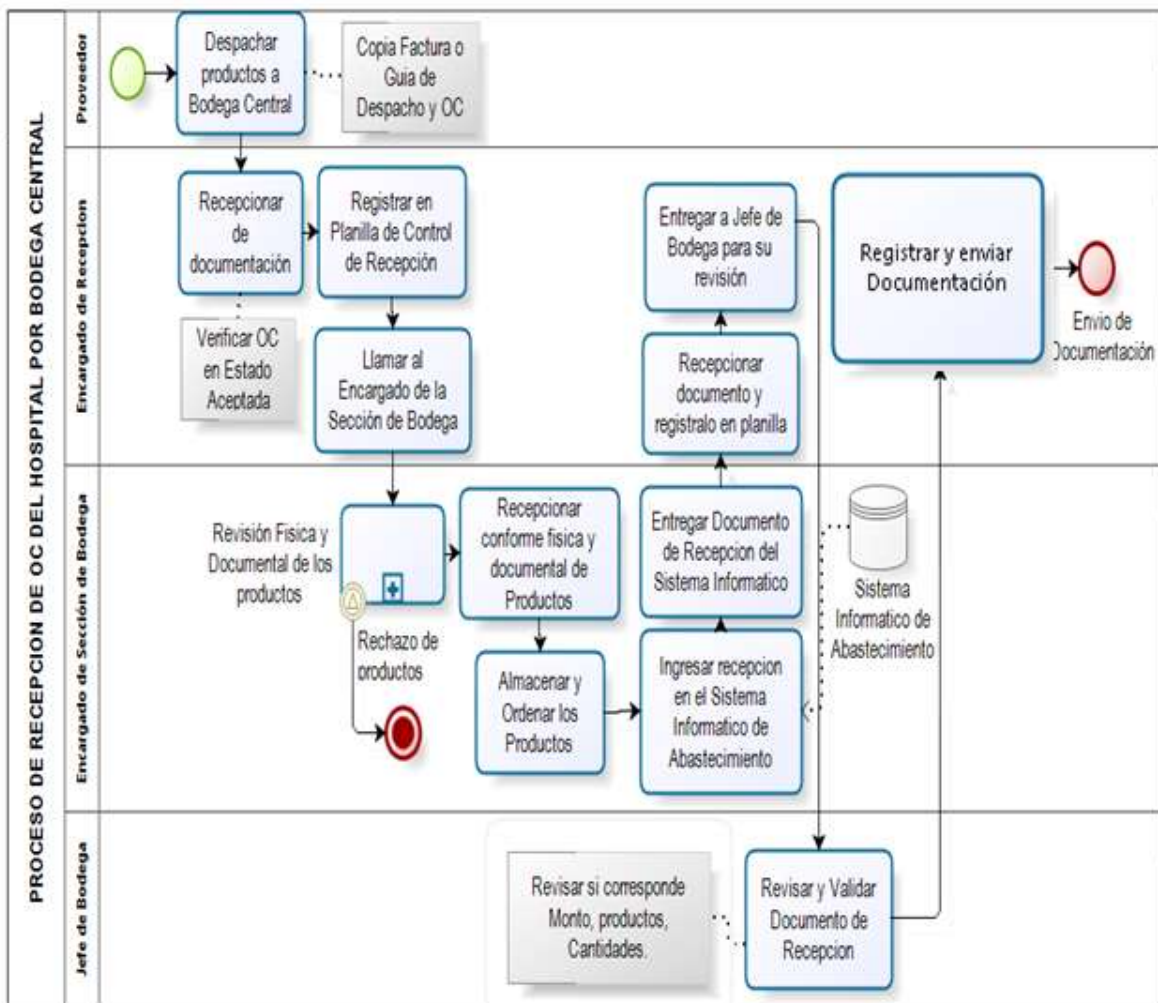 PROCESO DE RECEPCION DE OC DEL HOSPITAL POR BODEGA CENTRAL
Proveedor
Despachar
productos a
Bodega Central
Copia Factura o
Guia de
Despacho y OC
Encargado de Recepcion
Recepcionar
de
documentación
Registrar en
Planilla de Control
de Recepción
Verificar OC
en Estado
Aceptada
Llamar al
Encargado de la
Sección de Bodega
Entregar a Jefe de
Bodega para su
revisión
Recepcionar
documento y
registralo en planilla
Registrar y enviar
Documentación
Envio de
Documentación
Encargado de Sección de Bodega
Revisión Fisica y
Documental de los
productos
Rechazo de
productos
Recepcionar
conforme fisica y
documental de
Productos
Almacenar y
Ordenar los
Productos
Entregar Documento
de Recepcion del
Sistema Informatico
Ingresar recepcion
en el Sistema
Informatico de
Abastecimiento
Sistema
Informatico de
Abastecimiento
Jefe de Bodega
Revisar si corresponde
Monto, productos,
Cantidades.
Revisar y Validar
Documento de
Recepcion